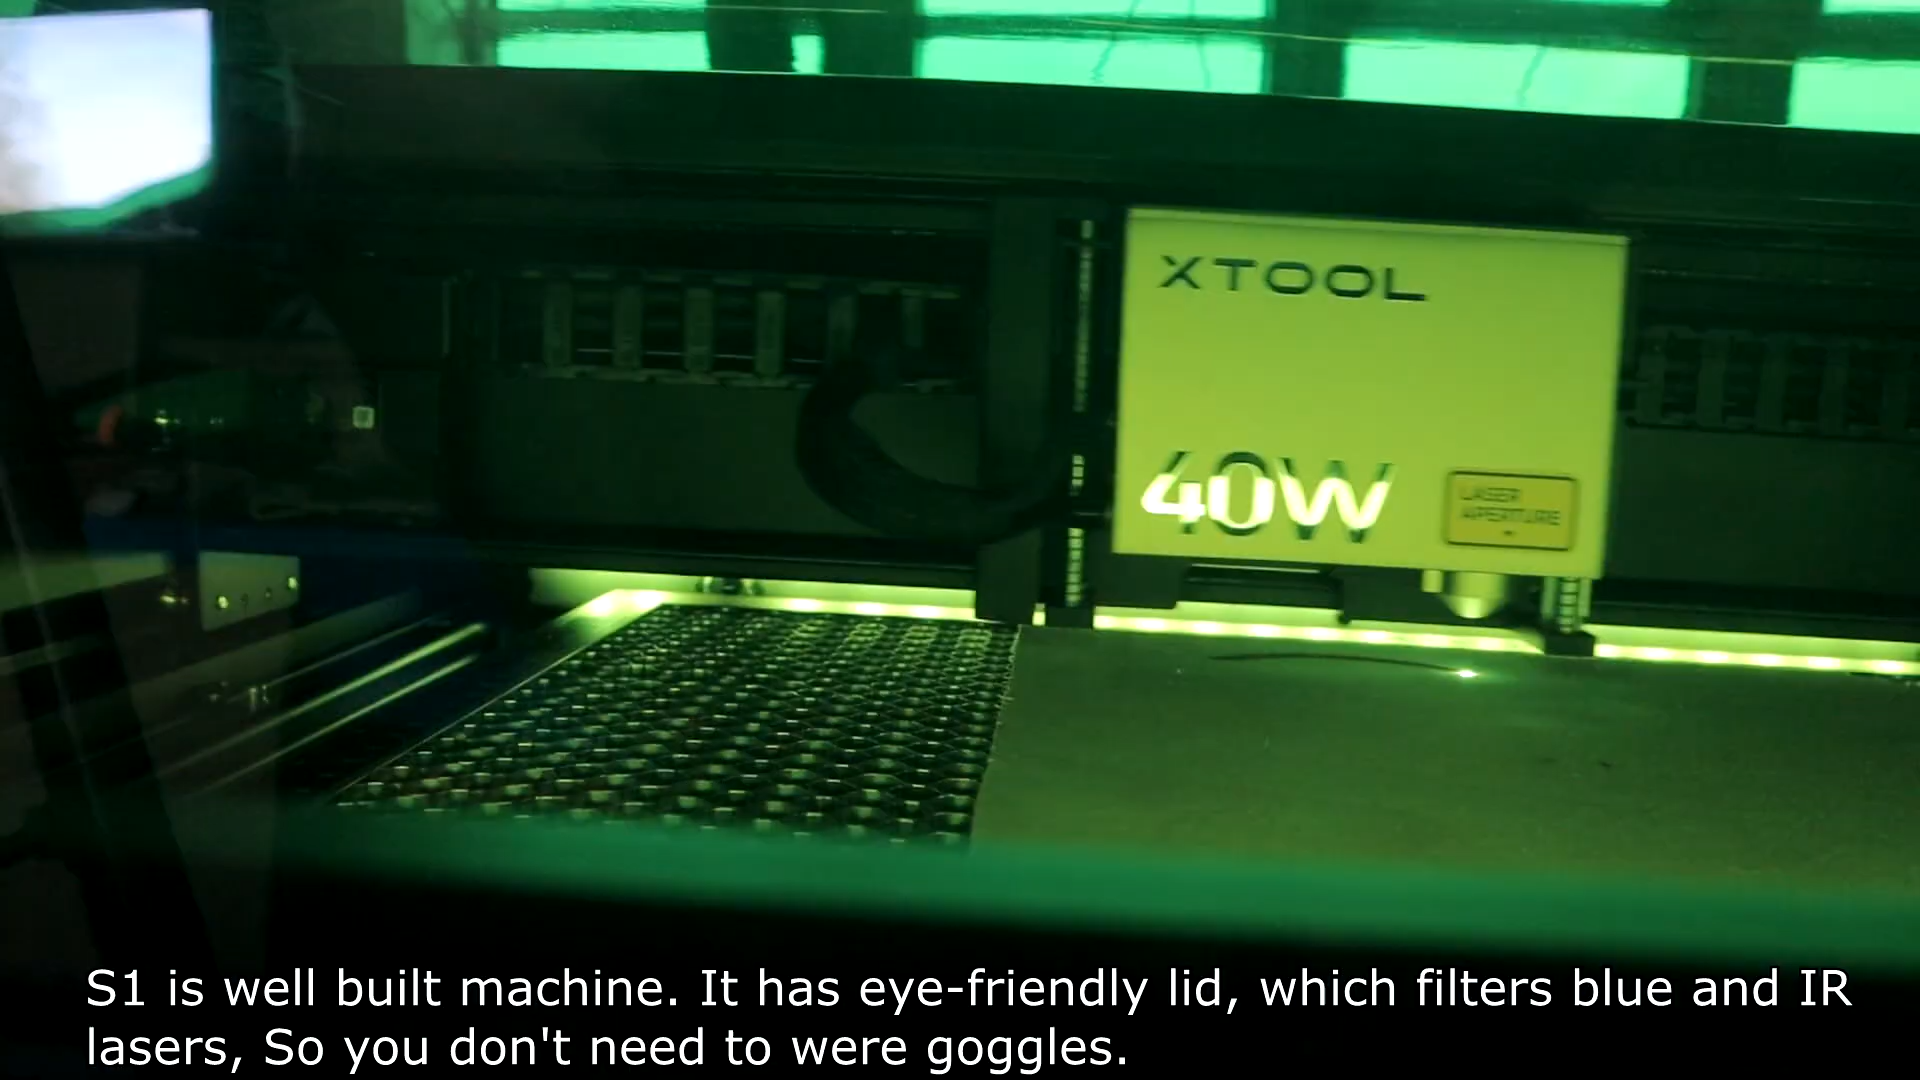 XTOOL
40W
LASER
APERTURE
S1 is well built machine. It has eye-friendly lid, which filters blue and IR
lasers, So you don't need to were goggles.